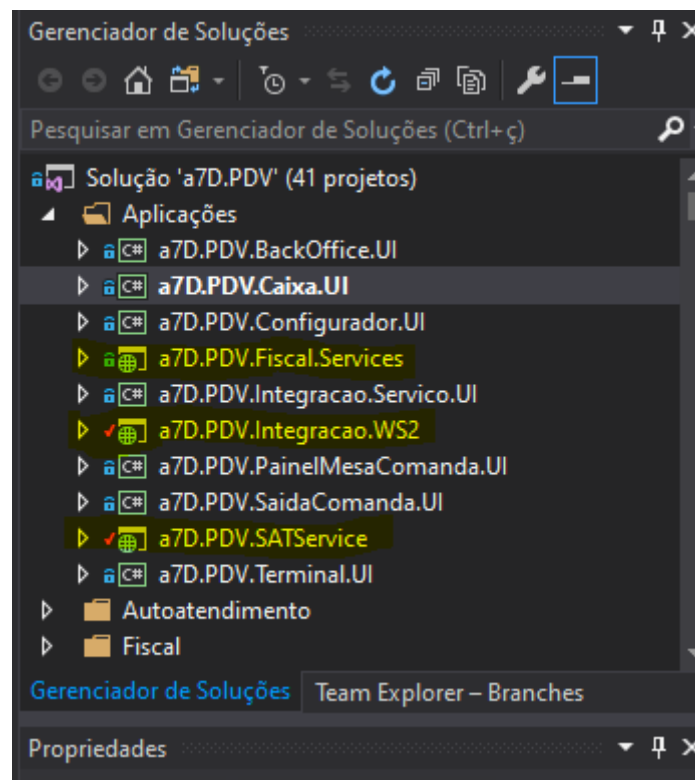 Gerenciador de Soluções
Pesquisar em Gerenciador de Soluções (Ctrl+ç)
Solução 'a7D.PDV' (41 projetos)
Aplicações
C# a7D.PDV.BackOffice.UI
C# a7D.PDV.Caixa.UI
C# a7D.PDV.Configurador.UI
a7D.PDV.Fiscal.Services
C# a7D.PDV.Integracao.Servico.UI
a7D.PDV.Integracao.WS2
C# a7D.PDV.PainelMesaComanda.UI
C# a7D.PDV.SaidaComanda.UI
a7D.PDV.SATService
C# a7D.PDV.Terminal.UI
Autoatendimento
Fiscal
Gerenciador de Soluções Team Explorer – Branches
Propriedades